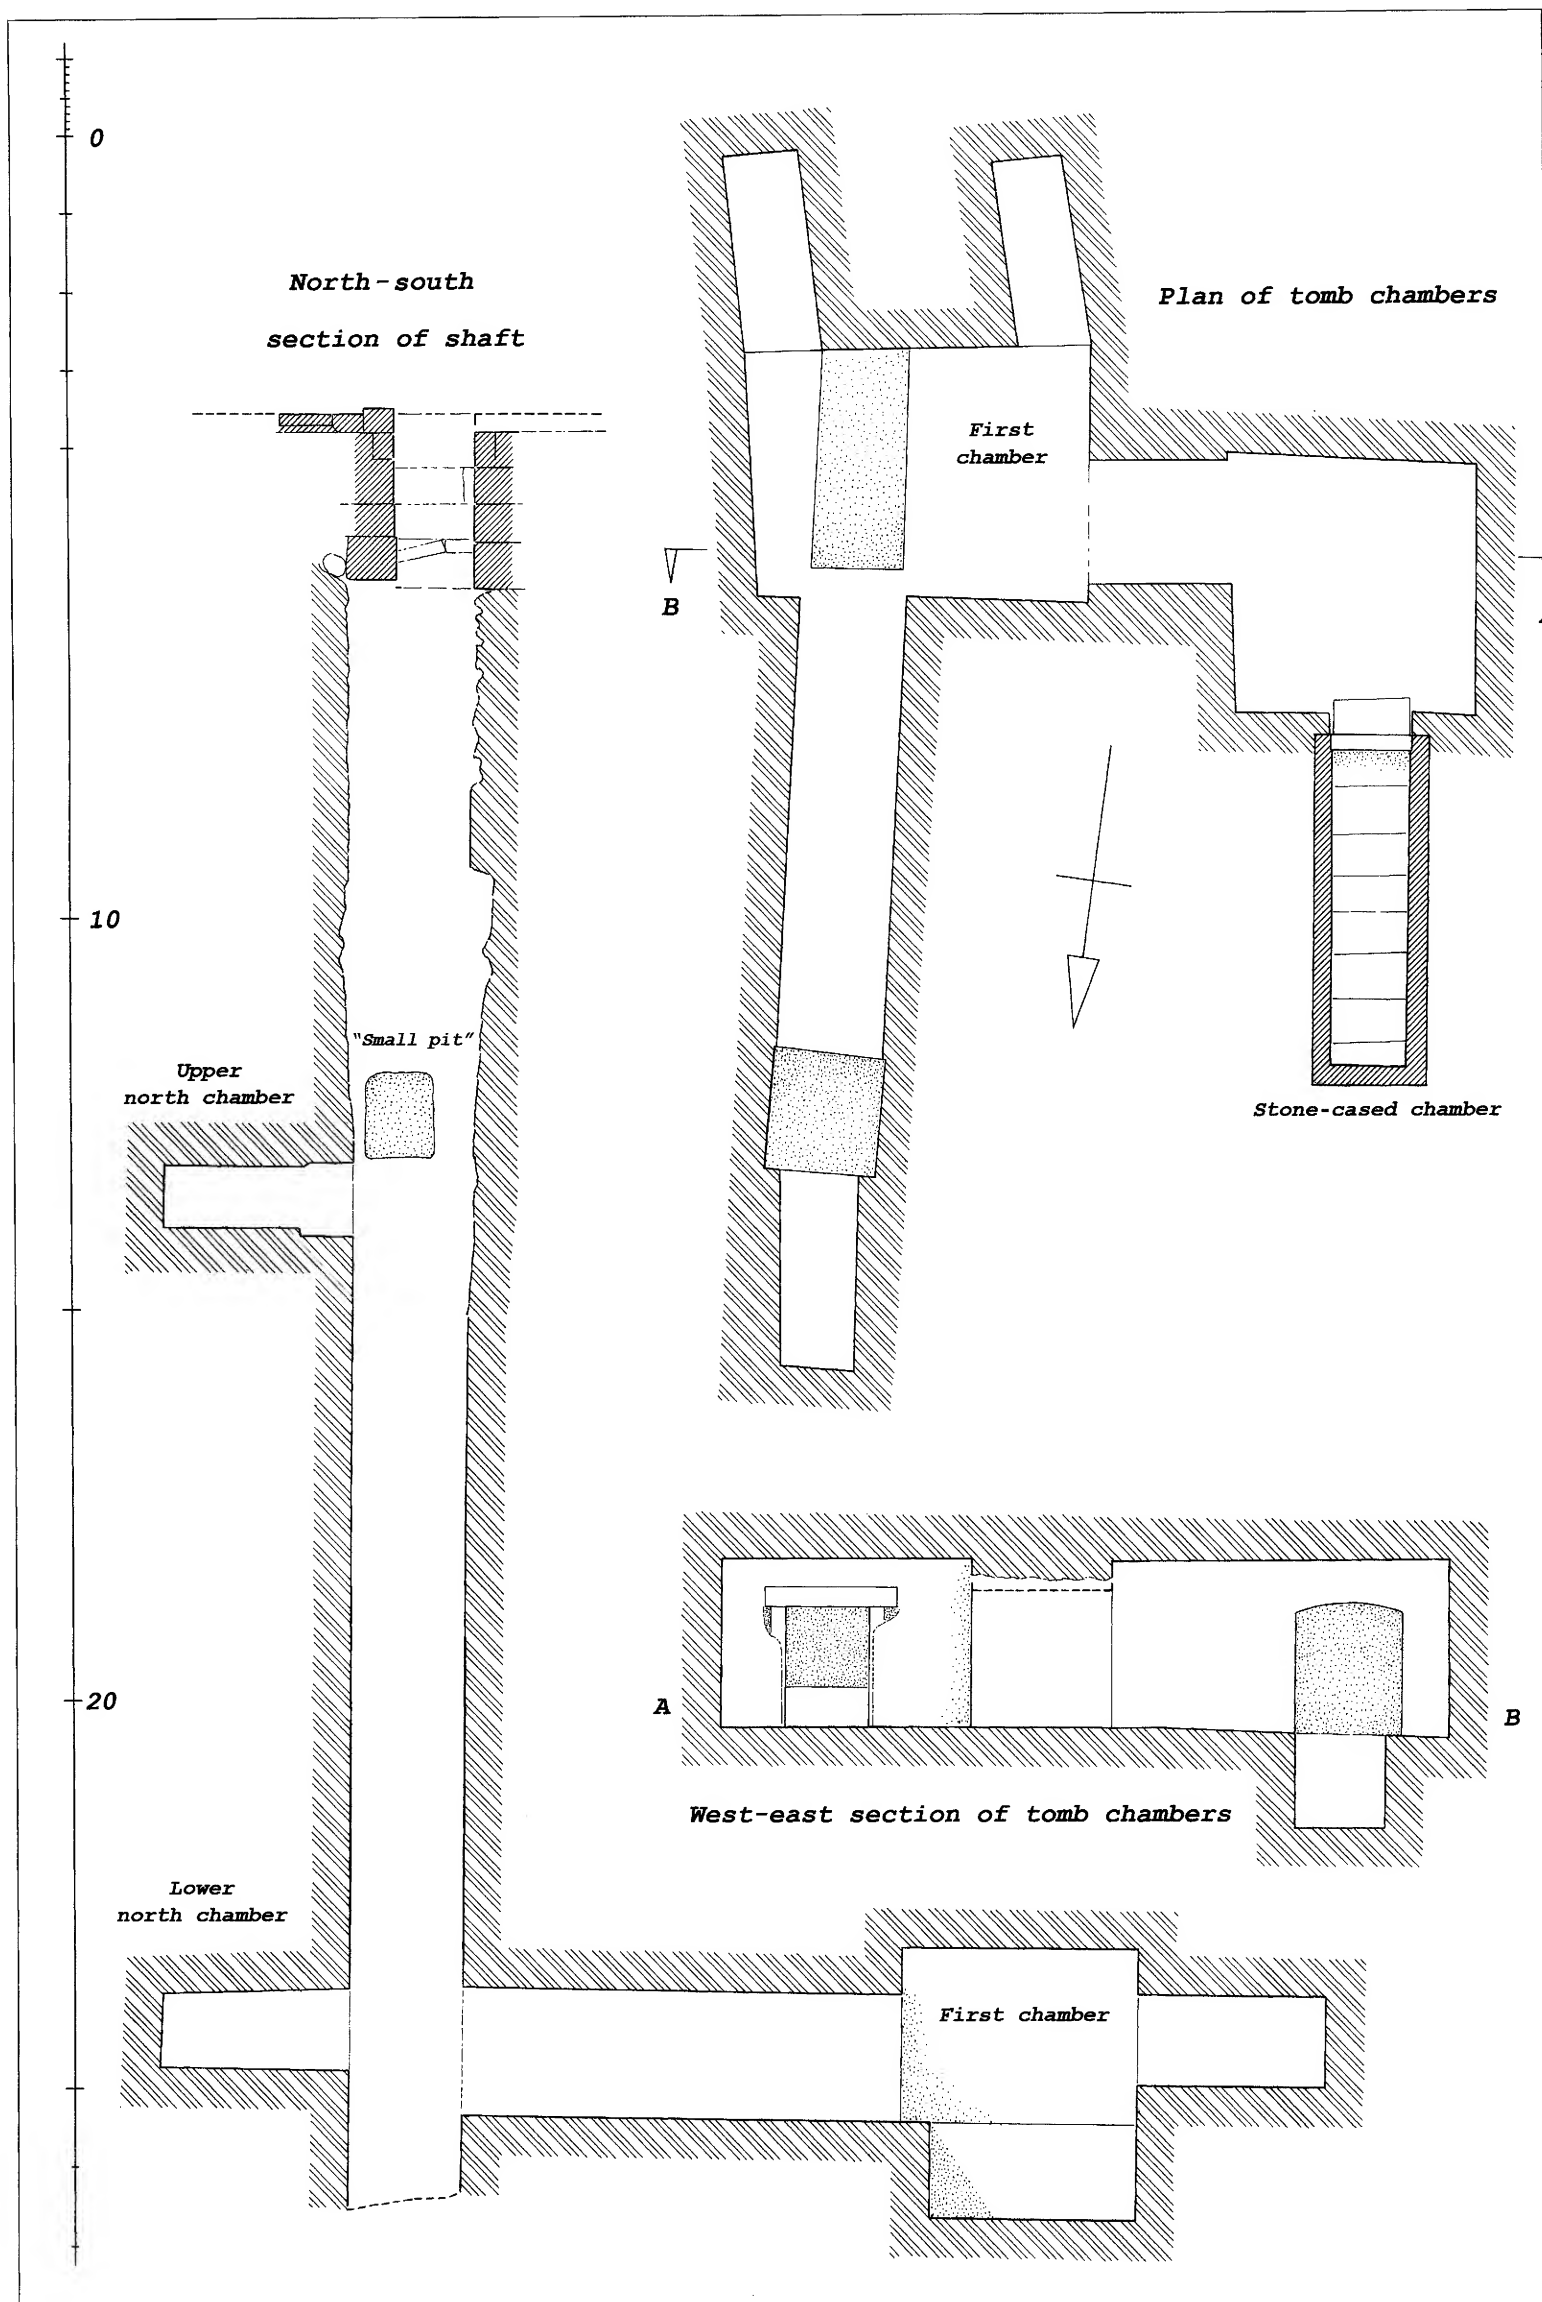 0
North-south
section of shaft
Plan of tomb chambers
First
chamber
B
10
"Small pit"
Upper
north chamber
Stone-cased chamber
20
A
B
West-east section of tomb chambers
Lower
north chamber
First chamber